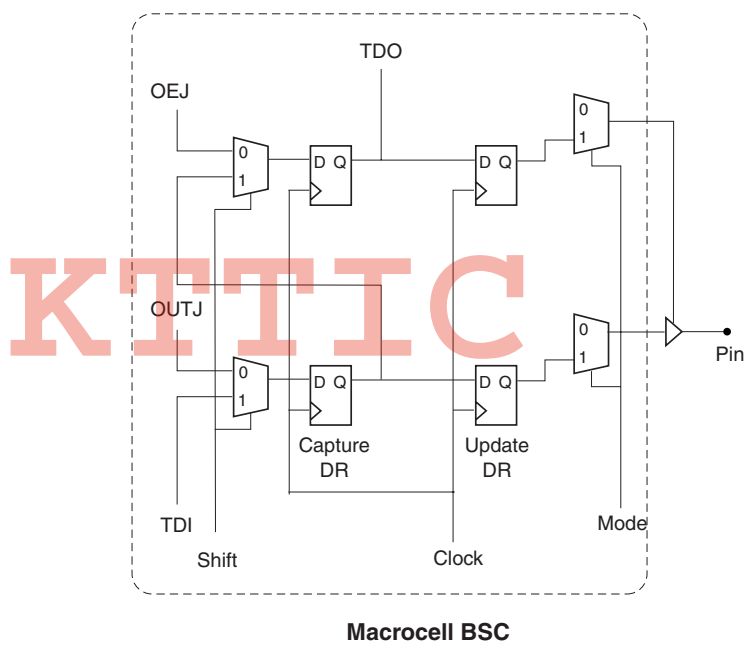 TDO
OEJ
0
1
D Q
D Q
0
1
KTTIC
OUTJ
0
1
D Q
D Q
0
1
Pin
Capture
DR
Update
DR
TDI
Shift
Clock
Mode
Macrocell BSC